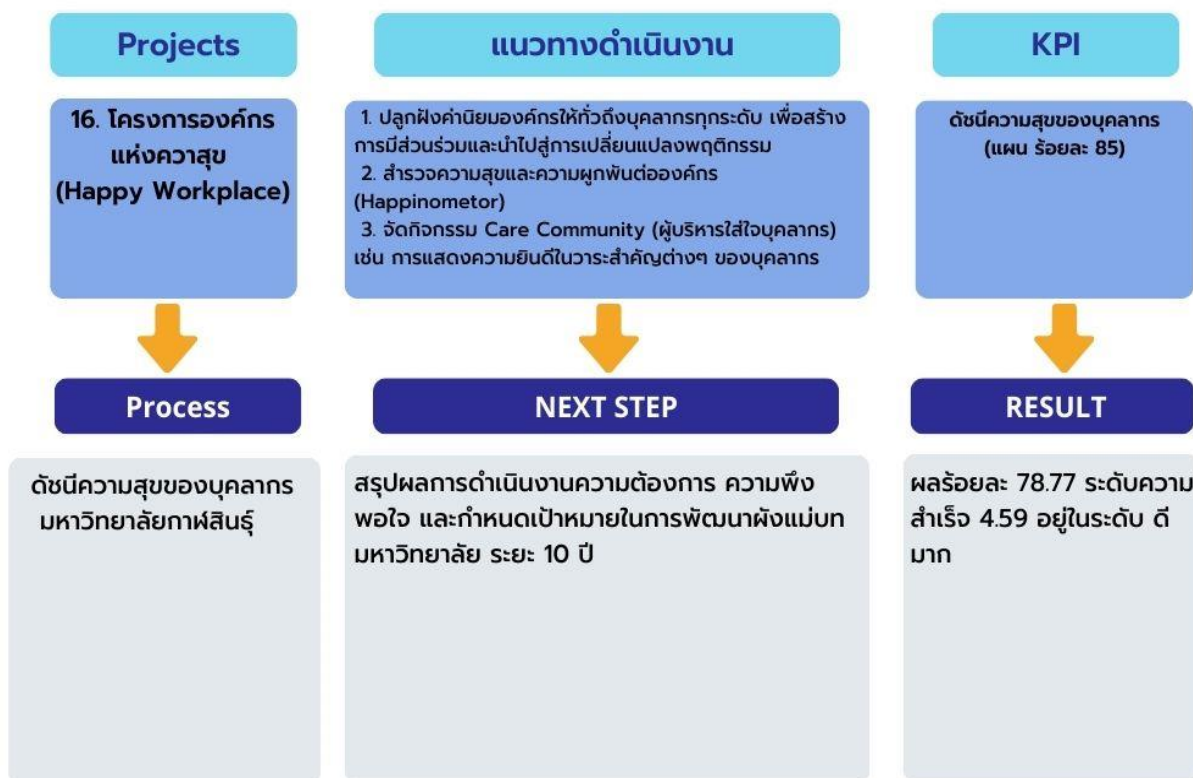 Projects
แนวทางดำเนินงาน
KPI
16. โครงการองค์กร
แห่งควาสุข
(Happy Workplace)
1. ปลูกฝังค่านิยมองค์กรให้ทั่วถึงบุคลากรทุกระดับ เพื่อสร้าง
การมีส่วนร่วมและนำไปสู่การเปลี่ยนแปลงพฤติกรรม
2. สำรวจความสุขและความผูกพันต่อองค์กร
(Happinometor)
3. จัดกิจกรรม Care Community (ผู้บริหารใส่ใจบุคลากร)
เช่น การแสดงความยินดีในวาระสำคัญต่างๆ ของบุคลากร
ดัชนีความสุขของบุคลากร
(แผน ร้อยละ 85)
Process
NEXT STEP
RESULT
ดัชนีความสุขของบุคลากร
มหาวิทยาลัยกาฬสินธุ์
สรุปผลการดำเนินงานความต้องการ ความพึง
พอใจ และกำหนดเป้าหมายในการพัฒนาผังแม่บท
มหาวิทยาลัย ระยะ 10 ปี
ผลร้อยละ 78.77 ระดับความ
สำเร็จ 4.59 อยู่ในระดับ ดี
มาก